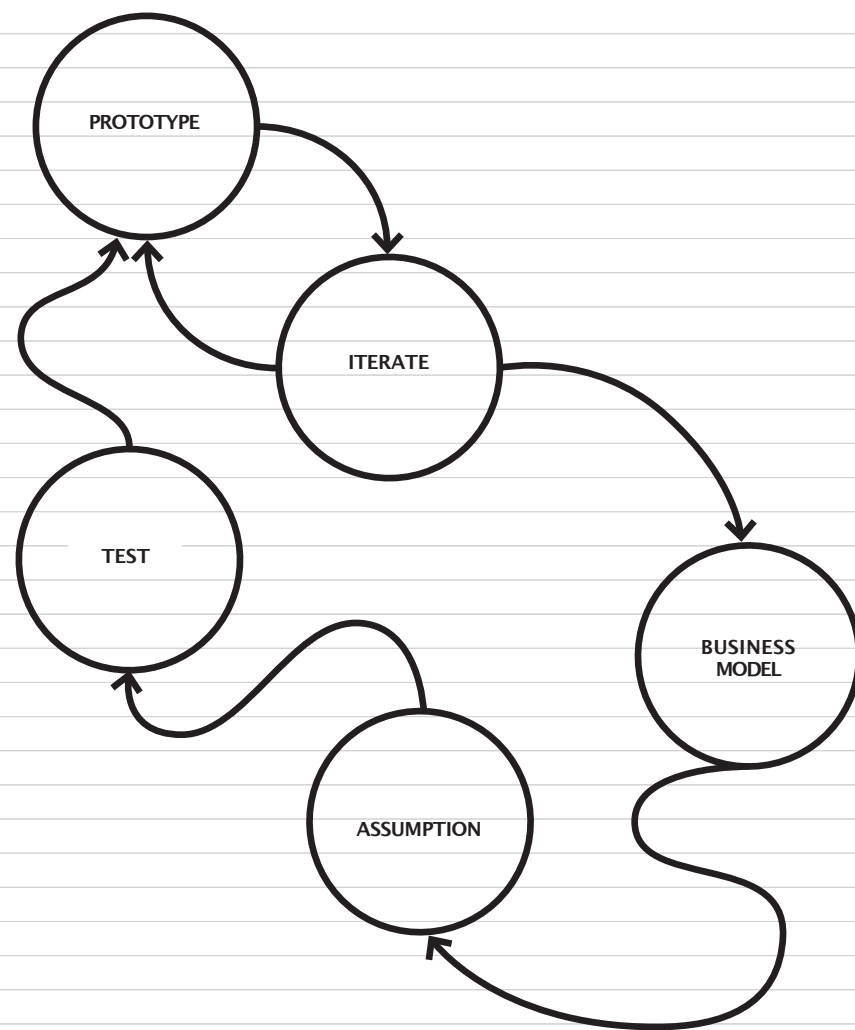 PROTOTYPE
ITERATE
TEST
BUSINESS
MODEL
ASSUMPTION